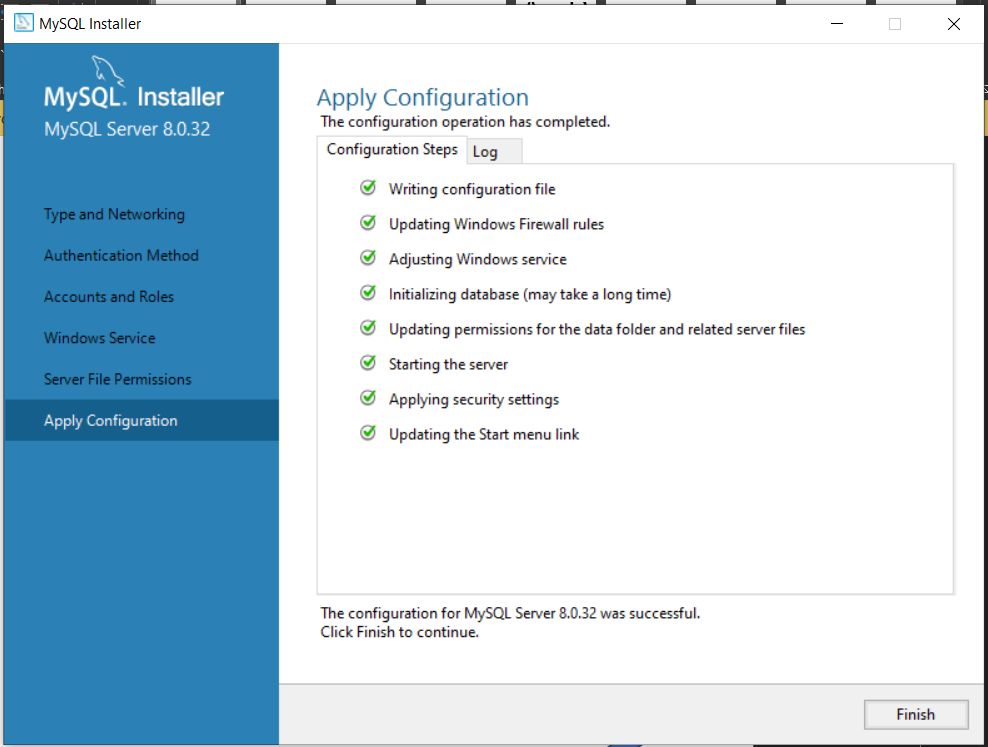 MySQL Installer
MySQL. Installer
MySQL Server 8.0.32
Type and Networking
Authentication Method
Accounts and Roles
Windows Service
Server File Permissions
Apply Configuration
Apply Configuration
The configuration operation has completed.
Configuration Steps
Log
Writing configuration file
Updating Windows Firewall rules
Adjusting Windows service
Initializing database (may take a long time)
Updating permissions for the data folder and related server files
Starting the server
Applying security settings
Updating the Start menu link
The configuration for MySQL Server 8.0.32 was successful.
Click Finish to continue.
Finish